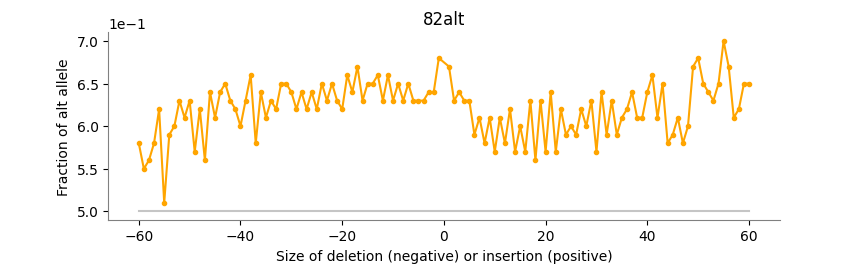 82alt
1e−1
7.0
6.5
6.0
5.5
5.0
Fraction of alt allele
−60 −40 −20 0 20 40 60
Size of deletion (negative) or insertion (positive)